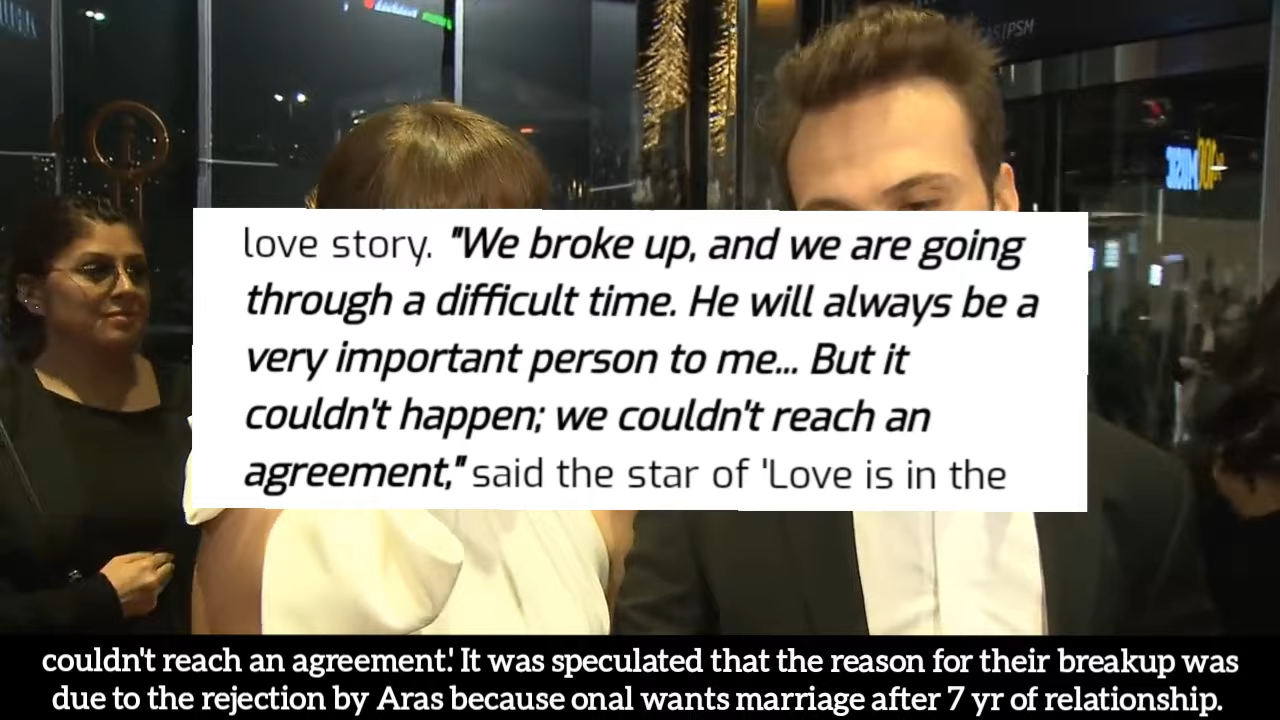 love story. "We broke up, and we are going
through a difficult time. He will always be a
very important person to me... But it
couldn't happen; we couldn't reach an
agreement," said the star of 'Love is in the
couldn't reach an agreement.' It was speculated that the reason for their breakup was
due to the rejection by Aras because onal wants marriage after 7 yr of relationship.